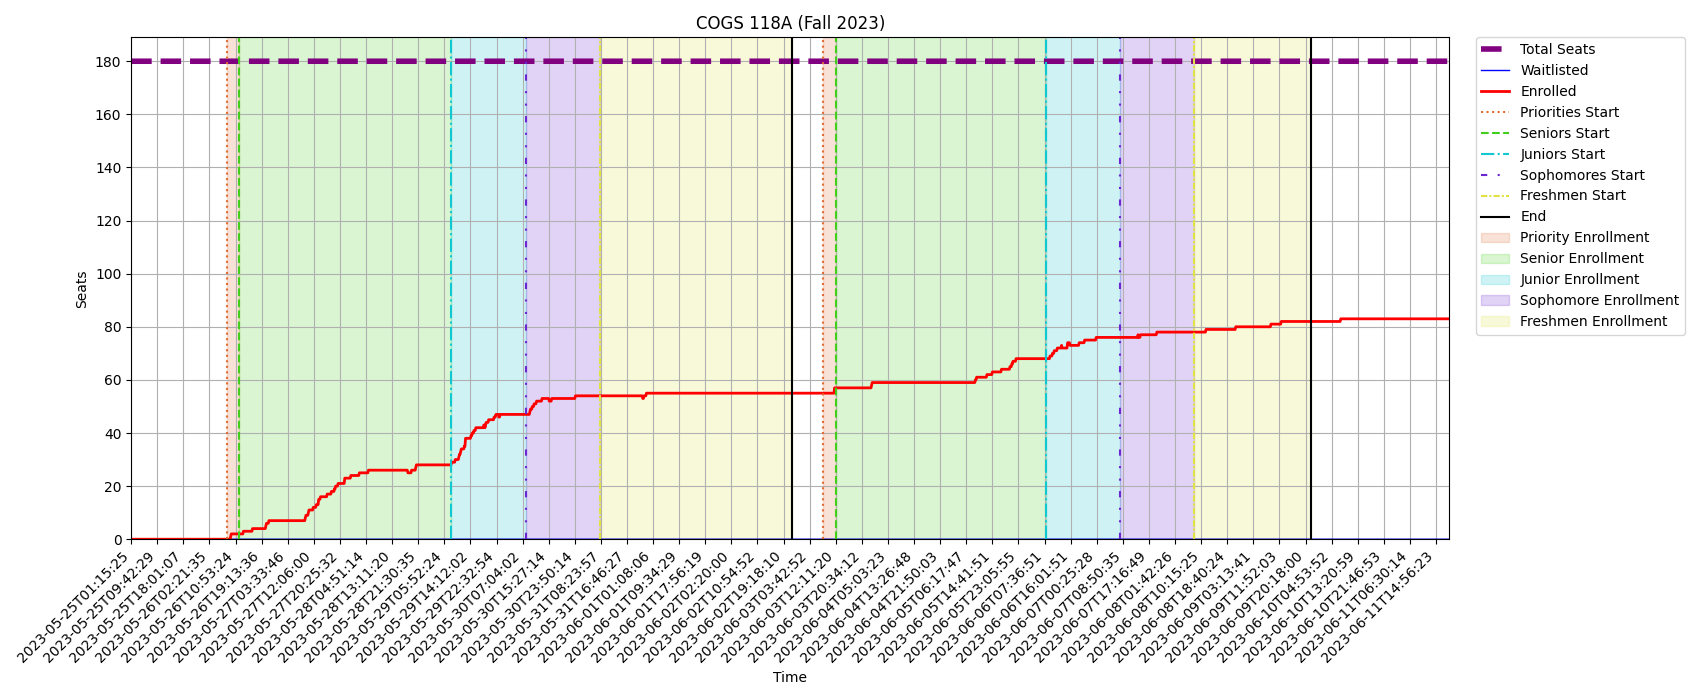 COGS 118A (Fall 2023)
Seats
180
160
140
120
100
80
60
40
20
0
2023-05-25T01:15:25
2023-05-25T09:42:29
2023-05-25T18:01:07
2023-05-26T02:21:35
2023-05-26T10:53:24
2023-05-26T19:13:36
2023-05-27T03:33:46
2023-05-27T12:06:00
2023-05-27T20:25:32
2023-05-28T04:51:14
2023-05-28T13:11:20
2023-05-28T21:30:35
2023-05-29T05:52:24
2023-05-29T14:12:02
2023-05-29T22:32:54
2023-05-30T07:04:02
2023-05-30T15:27:14
2023-05-30T23:50:14
2023-05-31T08:23:57
2023-05-31T16:46:27
2023-06-01T01:08:06
2023-06-01T09:34:29
2023-06-01T17:56:19
2023-06-02T02:20:00
2023-06-02T10:54:52
2023-06-02T19:18:10
2023-06-03T03:42:52
2023-06-03T12:11:20
2023-06-03T20:34:12
2023-06-04T05:03:23
2023-06-04T13:26:48
2023-06-04T21:50:03
2023-06-05T06:17:47
2023-06-05T14:41:51
2023-06-05T23:05:55
2023-06-06T07:36:51
2023-06-06T16:01:51
2023-06-07T00:25:28
2023-06-07T08:50:35
2023-06-07T17:16:49
2023-06-08T01:42:26
2023-06-08T10:15:25
2023-06-08T18:40:24
2023-06-09T03:13:41
2023-06-09T11:52:03
2023-06-09T20:18:00
2023-06-10T04:53:52
2023-06-10T13:20:59
2023-06-10T21:46:53
2023-06-11T06:30:14
2023-06-11T14:56:23
Time
Total Seats
Waitlisted
Enrolled
Priorities Start
Seniors Start
Juniors Start
Sophomores Start
Freshmen Start
End
Priority Enrollment
Senior Enrollment
Junior Enrollment
Sophomore Enrollment
Freshmen Enrollment